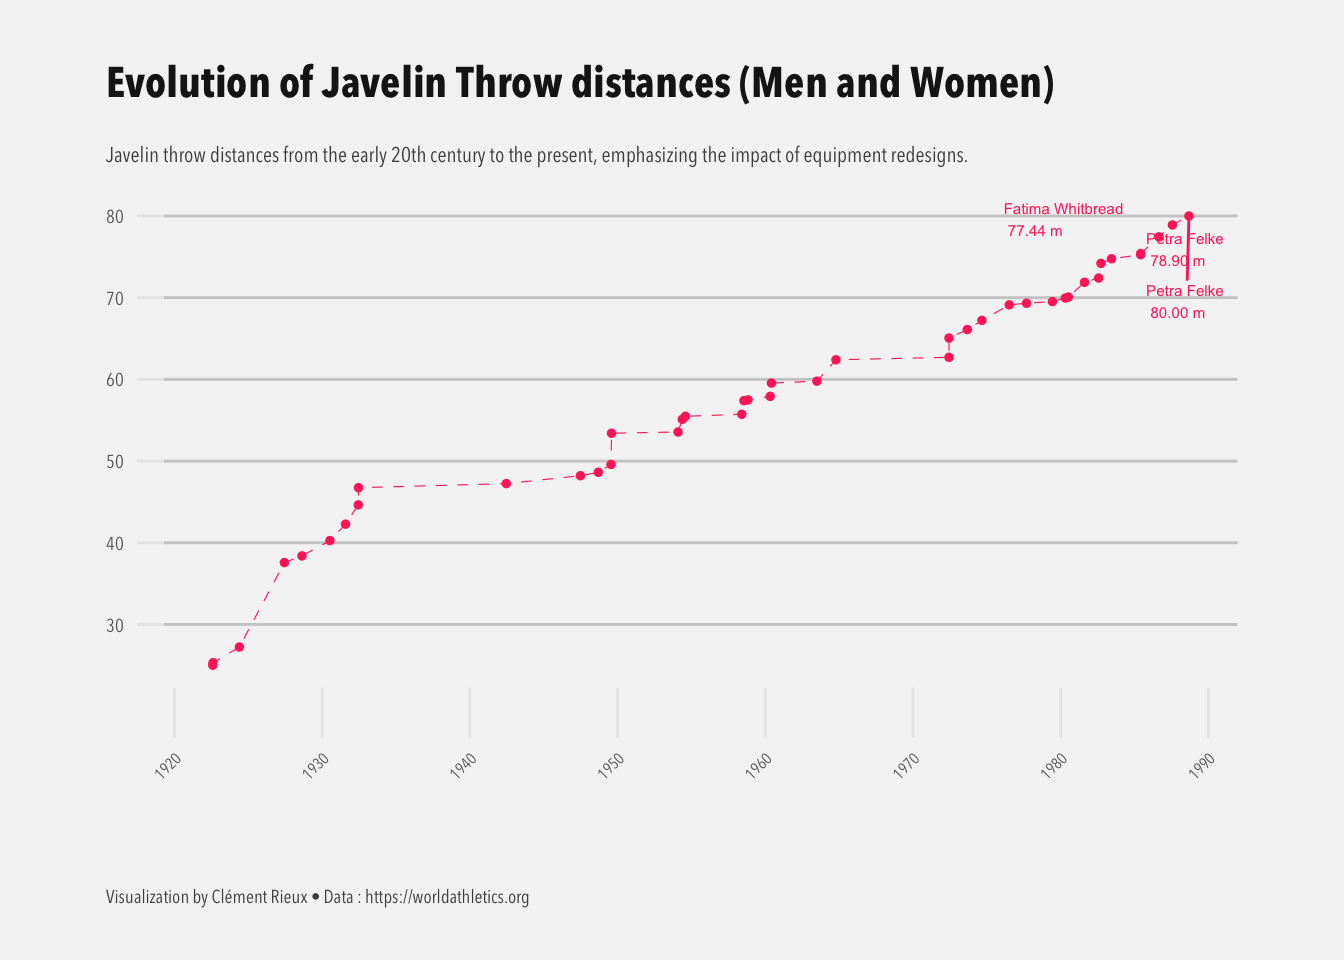 Evolution of Javelin Throw distances (Men and Women)
Javelin throw distances from the early 20th century to the present, emphasizing the impact of equipment redesigns.
80
70
60
50
40
30
Fatima Whitbread
77.44 m
Petra Felke
78.90 m
Petra Felke
80.00 m
1920
1930
1940
1950
1960
1970
1980
1990
Visualization by Clément Rieux • Data : https://worldathletics.org